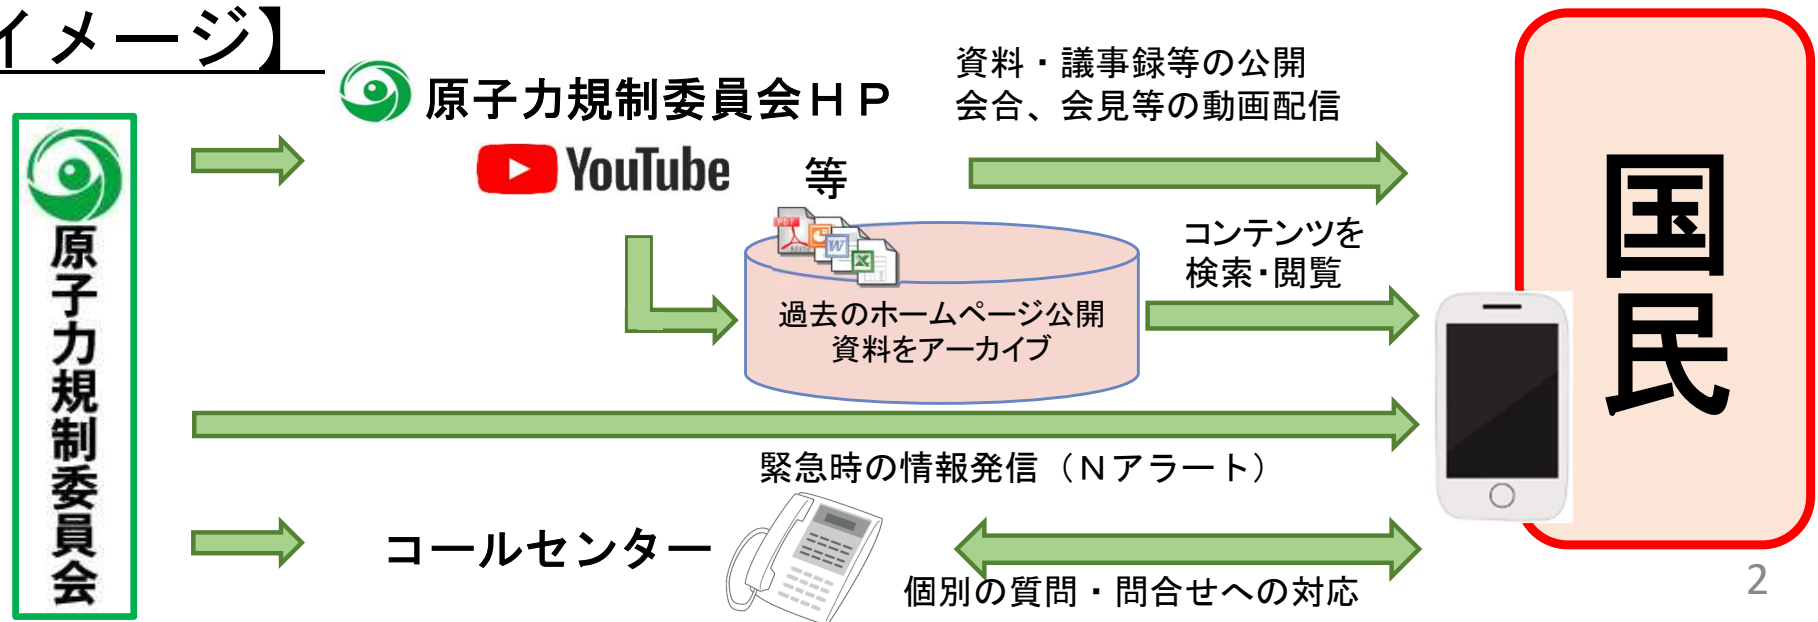 イメージ】
原子力規制委員会ＨＰ
YouTube 等
資料・議事録等の公開
会合、会見等の動画配信
原子力規制委員会
PDF
W
過去のホームページ公開
資料をアーカイブ
コンテンツを
検索・閲覧
国民
緊急時の情報発信（Ｎアラート）
コールセンター
個別の質問・問合せへの対応
2